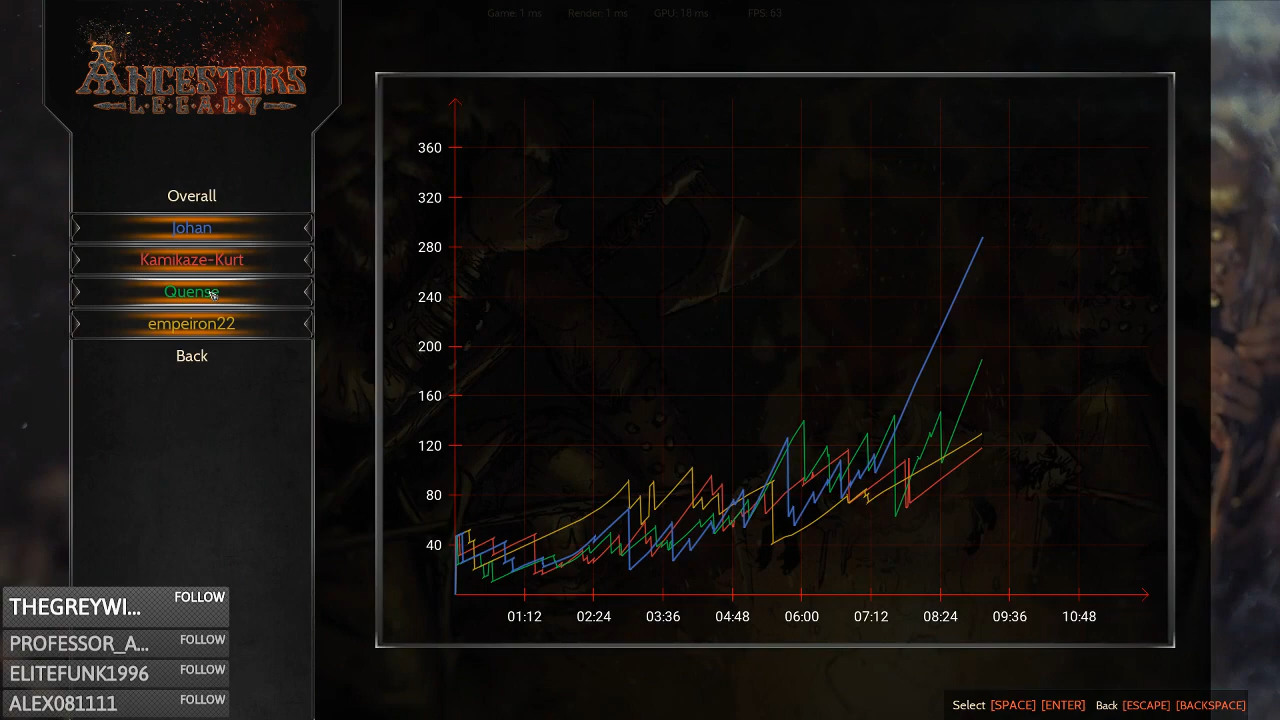 Game: 1 ms Render: 1 ms GPU: 18 ms FPS: 63
ANCESTORS
LEGACY
Overall
Johan
Kamikaze-Kurt
Quense
empeiron22
Back
360
320
280
240
200
160
120
80
40
01:12 02:24 03:36 04:48 06:00 07:12 08:24 09:36 10:48
THEGREYWI... FOLLOW
PROFESSOR_A... FOLLOW
ELITEFUNK1996 FOLLOW
ALEX081111 FOLLOW
Select [SPACE] [ENTER] Back [ESCAPE] [BACKSPACE]